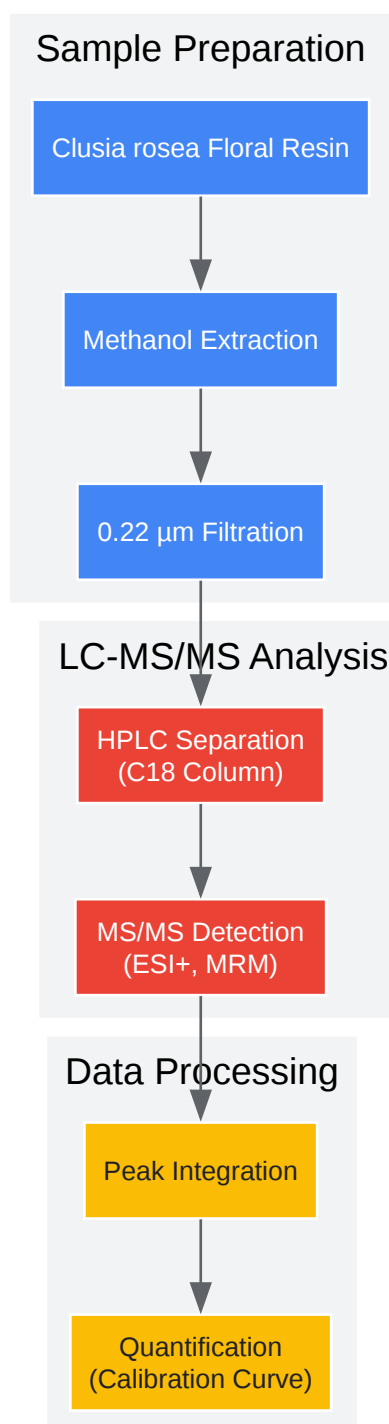 Sample Preparation
Clusia rosea Floral Resin
Methanol Extraction
0.22 µm Filtration
LC-MS/MS Analysis
HPLC Separation
(C18 Column)
MS/MS Detection
(ESI+, MRM)
Data Processing
Peak Integration
Quantification
(Calibration Curve)